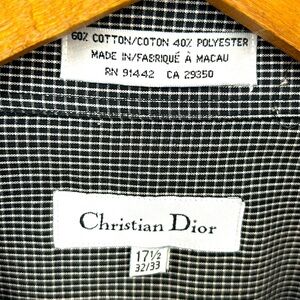 60% COTTON/COTON 40% POLYESTER
MADE IN/FABRIQUÉ À MACAU
RN 91442 CA 29350
Christian Dior
17½
32/33